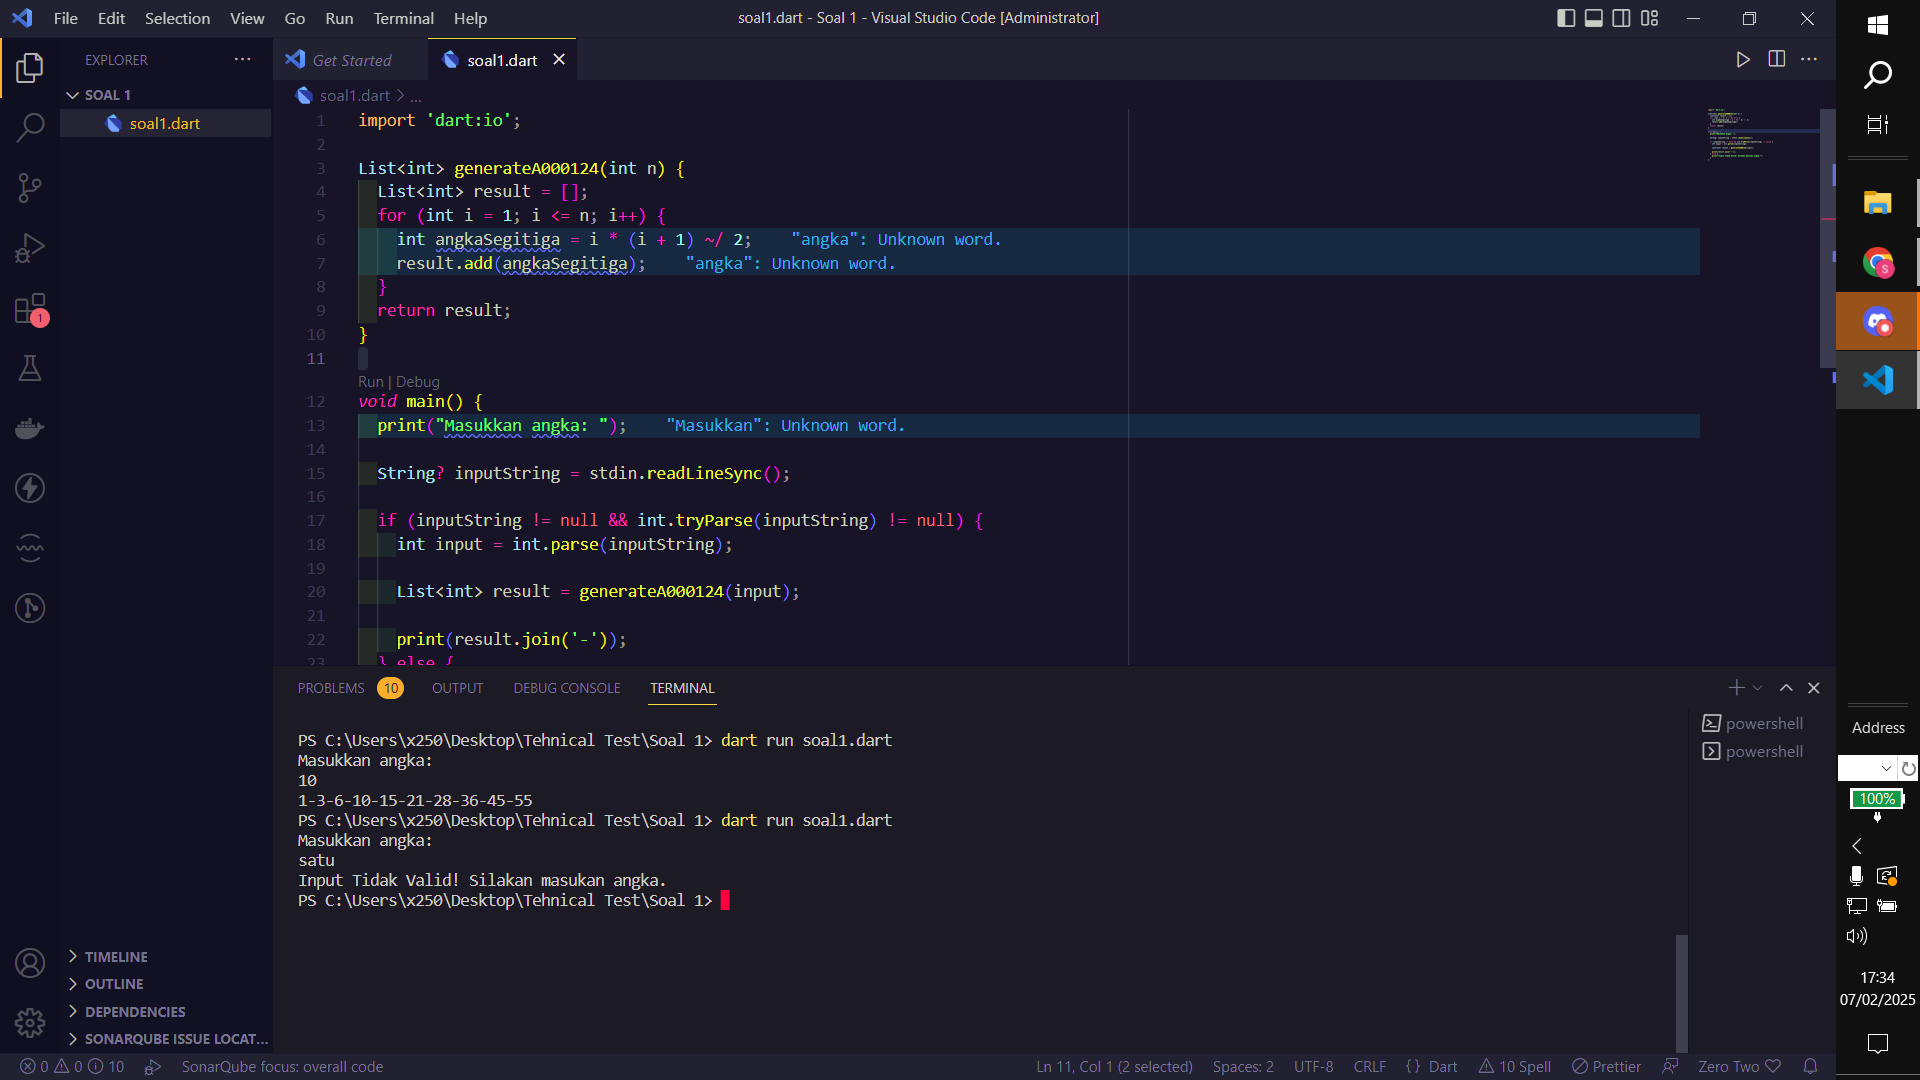 File Edit Selection View Go Run Terminal Help
soal1.dart - Soal 1 - Visual Studio Code [Administrator]
EXPLORER
SOAL 1
soal1.dart
Get Started
soal1.dart
soal1.dart > ...
1 import 'dart:io';
2
3 List<int> generateA000124(int n) {
4 List<int> result = [];
5 for (int i = 1; i <= n; i++) {
6 int angkaSegitiga = i * (i + 1) ~/ 2; "angka": Unknown word.
7 result.add(angkaSegitiga); "angka": Unknown word.
8 }
9 return result;
10 }
11
Run | Debug
12 void main() {
13 print("Masukkan angka: "); "Masukkan": Unknown word.
14
15 String? inputString = stdin.readLineSync();
16
17 if (inputString != null && int.tryParse(inputString) != null) {
18 int input = int.parse(inputString);
19
20 List<int> result = generateA000124(input);
21
22 print(result.join('-'));
23 } else {
PROBLEMS 10 OUTPUT DEBUG CONSOLE TERMINAL
PS C:\Users\x250\Desktop\Tehnical Test\Soal 1> dart run soal1.dart
Masukkan angka:
10
1-3-6-10-15-21-28-36-45-55
PS C:\Users\x250\Desktop\Tehnical Test\Soal 1> dart run soal1.dart
Masukkan angka:
satu
Input Tidak Valid! Silakan masukan angka.
PS C:\Users\x250\Desktop\Tehnical Test\Soal 1>
powershell
powershell
1
TIMELINE
OUTLINE
DEPENDENCIES
SONARQUBE ISSUE LOCAT...
0 0 10 SonarQube focus: overall code
Ln 11, Col 1 (2 selected) Spaces: 2 UTF-8 CRLF {} Dart 10 Spell Prettier Zero Two
S
Address
100%
17:34
07/02/2025